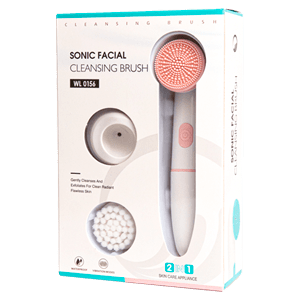 CLEANSING BRUSH
SONIC FACIAL
CLEANSING BRUSH
WL 0156
Gently Cleanses And
Exfoliates For Clean Radiant
Flawless Skin
2 IN 1
SKIN CARE APPLIANCE
SONIC FACIAL
CLEANSING BRUSH